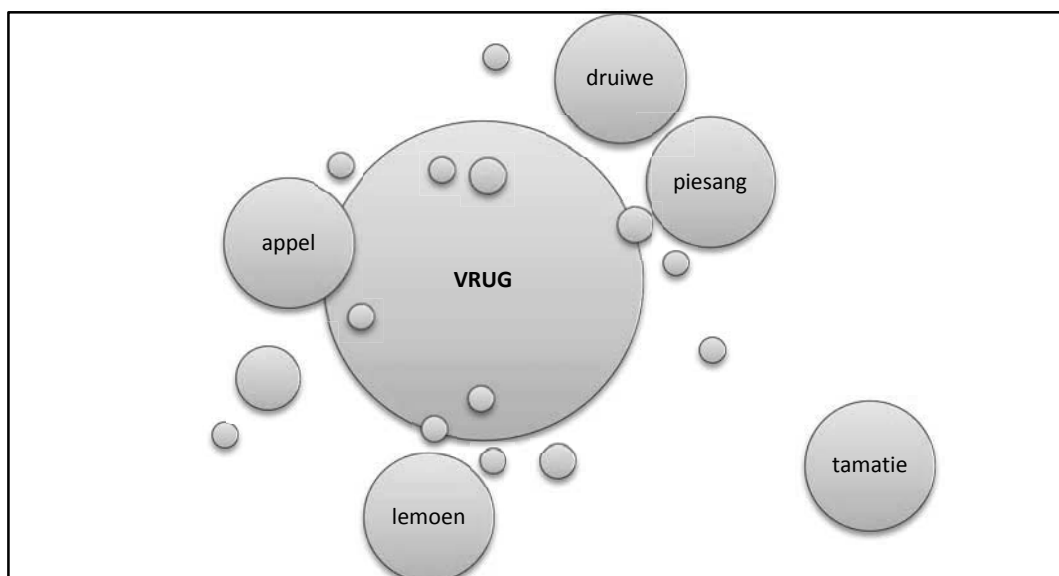 druiwe
piesang
appel
VRUG
tamatie
lemoen